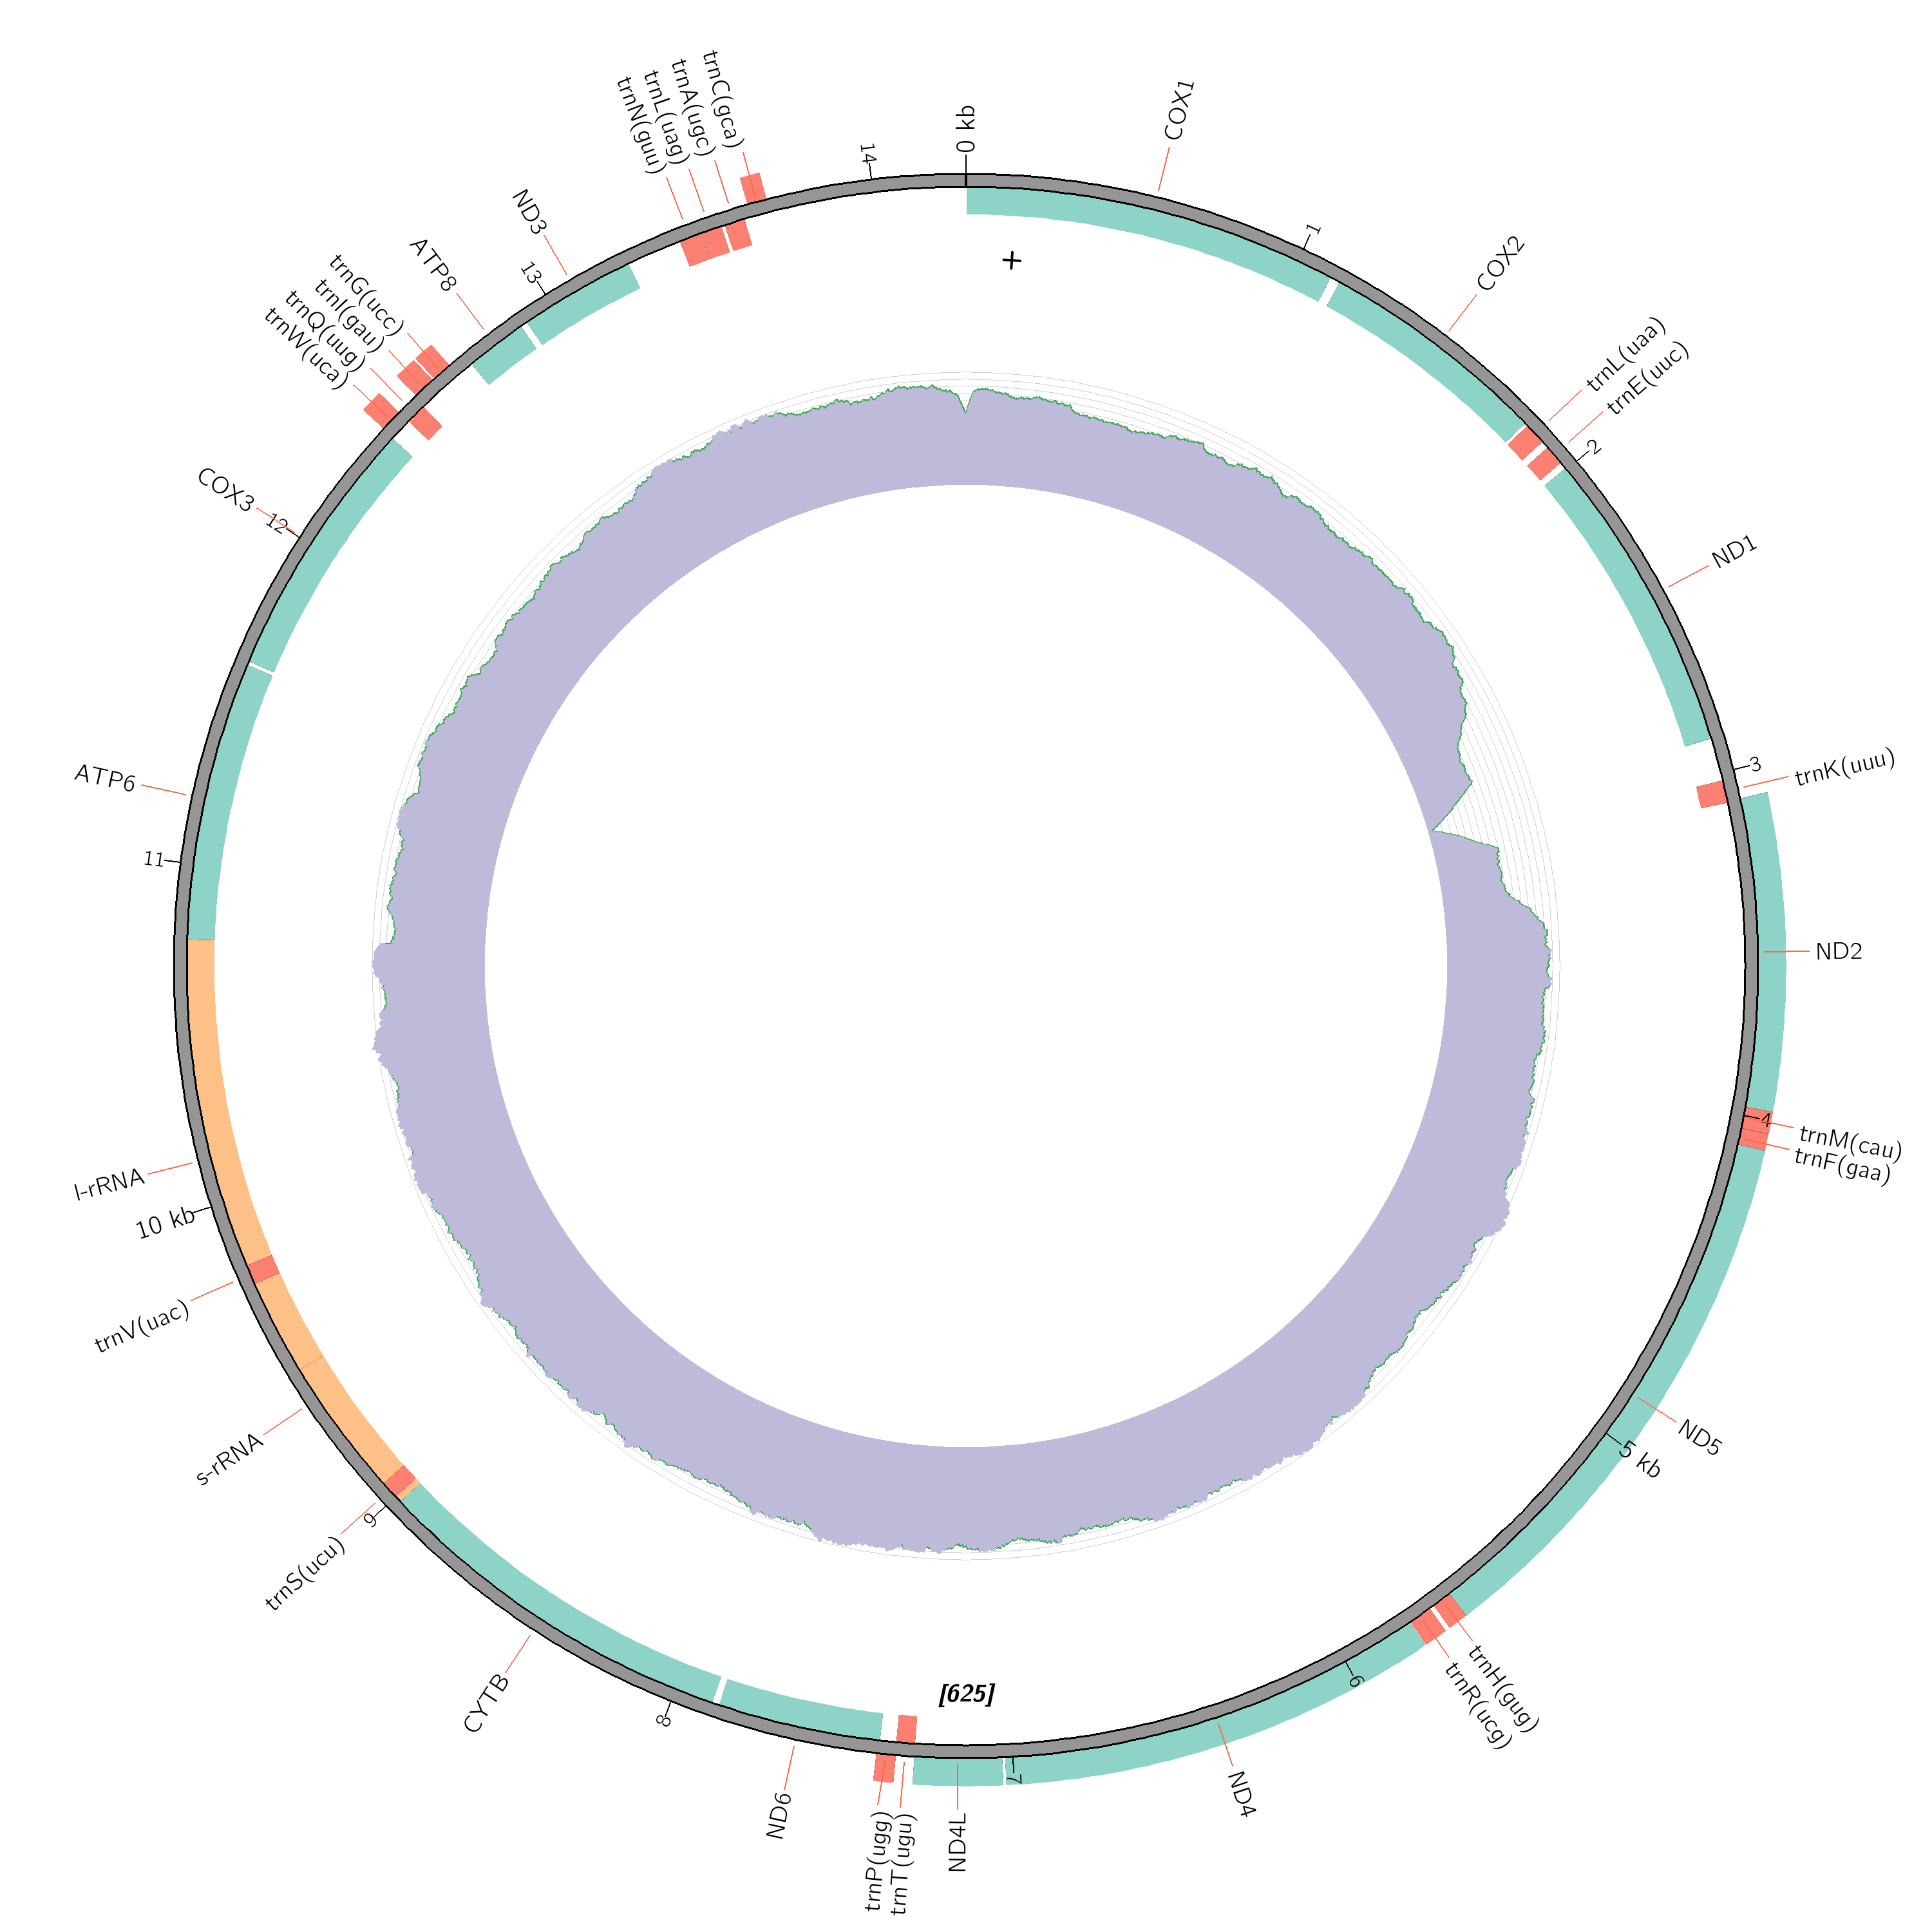 0 kb
COX1
1
COX2
trnL(uaa)
trnE(uuc)
2
ND1
3
trnK(uuu)
ND2
4
trnM(cau)
trnF(gaa)
ND5
5 kb
trnH(gug)
trnR(ucg)
6
ND4
7
ND4L
trnT(ugu)
trnP(ugg)
ND6
8
CYTB
9
trnS(ucu)
s-rRNA
trnV(uac)
10 kb
l-rRNA
11
ATP6
12
COX3
trnW(uca)
trnQ(uug)
trnI(gau)
trnG(ucc)
ATP8
13
ND3
trnN(guu)
trnL(uag)
trnA(ugc)
trnC(gca)
14
+
[625]